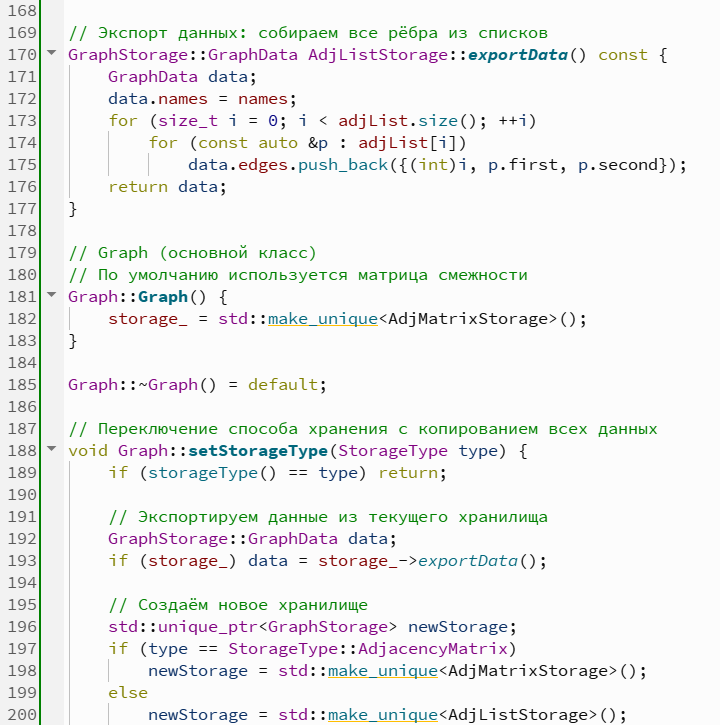 168
169 // Экспорт данных: собираем все рёбра из списков
170 GraphStorage::GraphData AdjListStorage::exportData() const {
171     GraphData data;
172     data.names = names;
173     for (size_t i = 0; i < adjList.size(); ++i)
174         for (const auto &p : adjList[i])
175             data.edges.push_back({(int)i, p.first, p.second});
176     return data;
177 }
178
179 // Graph (основной класс)
180 // По умолчанию используется матрица смежности
181 Graph::Graph() {
182     storage_ = std::make_unique<AdjMatrixStorage>();
183 }
184
185 Graph::~Graph() = default;
186
187 // Переключение способа хранения с копированием всех данных
188 void Graph::setStorageType(StorageType type) {
189     if (storageType() == type) return;
190
191     // Экспортируем данные из текущего хранилища
192     GraphStorage::GraphData data;
193     if (storage_) data = storage_->exportData();
194
195     // Создаём новое хранилище
196     std::unique_ptr<GraphStorage> newStorage;
197     if (type == StorageType::AdjacencyMatrix)
198         newStorage = std::make_unique<AdjMatrixStorage>();
199     else
200         newStorage = std::make_unique<AdjListStorage>();